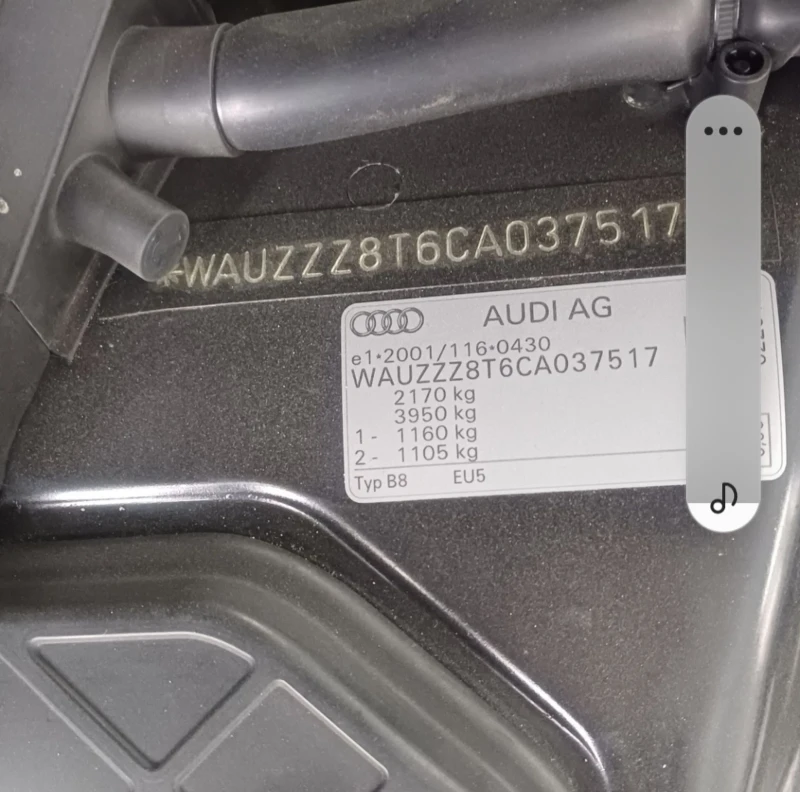 *WAUZZZ8T6CA037517
AUDI AG
e1*2001/116*0430
WAUZZZ8T6CA037517
2170 kg
3950 kg
1 - 1160 kg
2 - 1105 kg
Typ B8 EU5